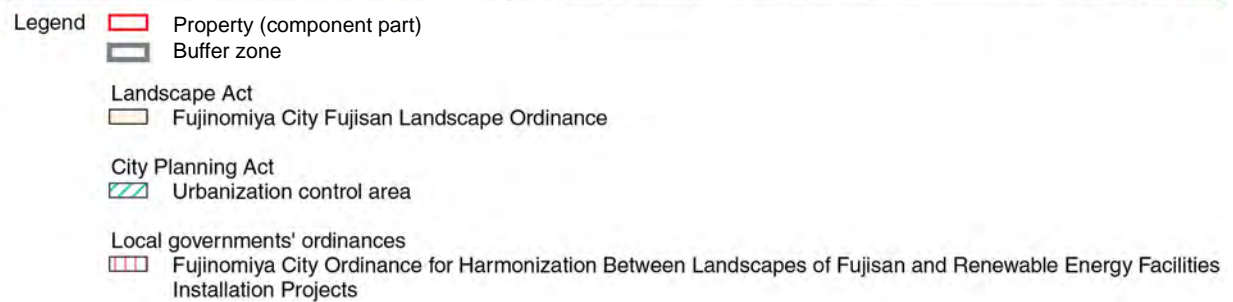 Legend Property (component part)
Buffer zone
Landscape Act
Fujinomiya City Fujisan Landscape Ordinance
City Planning Act
Urbanization control area
Local governments' ordinances
Fujinomiya City Ordinance for Harmonization Between Landscapes of Fujisan and Renewable Energy Facilities
Installation Projects